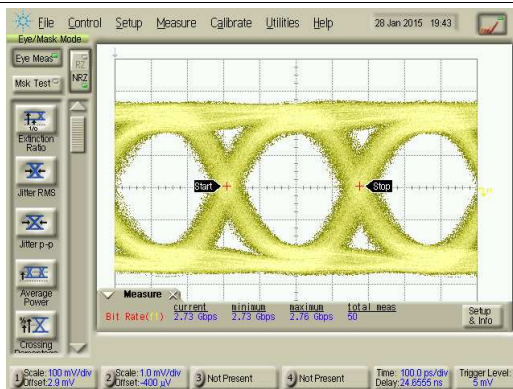 File Control Setup Measure Calibrate Utilities Help 28 Jan 2015 19:43
Eye/Mask Mode
Eye Meas
RZ
NRZ
Msk Test
Extinction
Ratio
Jitter RMS
Jitter p-p
Average
Power
Crossing
Start
Stop
Measure
current minimum maximum total meas
Bit Rate( ) 2.73 Gbps 2.73 Gbps 2.76 Gbps 50
Setup
& Info
1 Scale:100 mV/div
Offset:2.9 mV
2 Scale:1.0 mV/div
Offset:-400 µV
3 Not Present
4 Not Present
Time:100.0 ps/div
Delay:24.6555 ns
Trigger Level:
5 mV